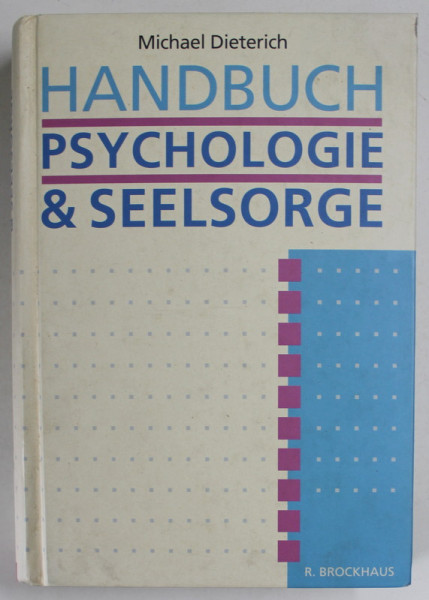 Michael Dieterich
HANDBUCH
PSYCHOLOGIE
& SEELSORGE
R. BROCKHAUS